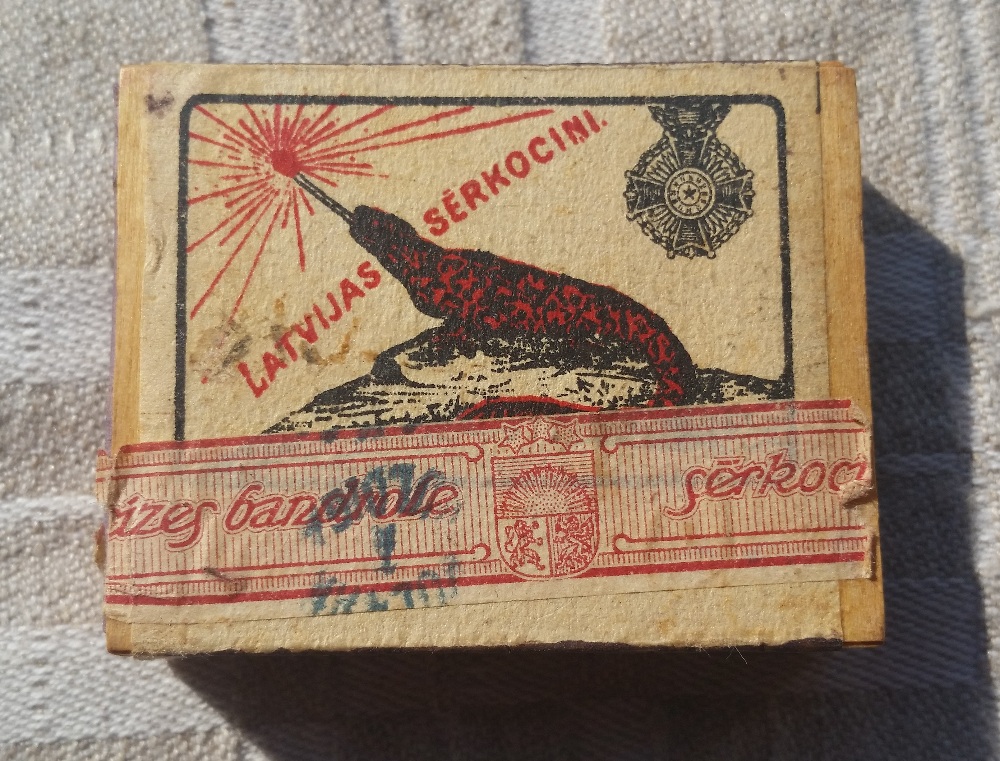 LATVIJAS SĒRKOCIŅI.
izes bandrole
sērkoci